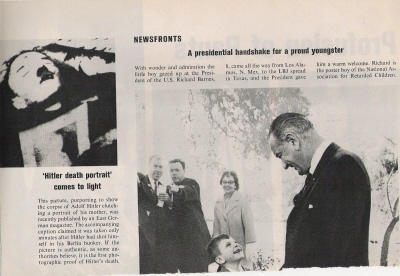 NEWSFRONTS
A presidential handshake for a proud youngster
With wonder and admiration the
little boy gazed up at the Presi-
dent of the U.S. Richard Barnes,
8, came all the way from Los Ala-
mos, N. Mex. to the LBJ spread
in Texas, and the President gave
him a warm welcome. Richard is
the poster boy of the National As-
sociation for Retarded Children.
'Hitler death portrait'
comes to light
This picture, purporting to show
the corpse of Adolf Hitler clutch-
ing a portrait of his mother, was
recently published by an East Ger-
man magazine. The accompanying
caption claimed it was taken only
minutes after Hitler had shot him-
self in his Berlin bunker. If the
picture is authentic, as some au-
thorities believe, it is the first pho-
tographic proof of Hitler's death.